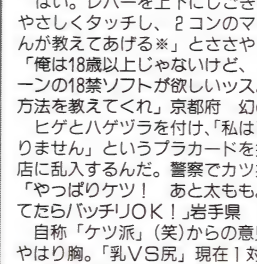 はい。レバーを上下にしごき
やさしくタッチし、2コンのマ
んが教えてあげる※」とささや
「俺は18歳以上じゃないけど、
ーンの18禁ソフトが欲しいッス
方法を教えてくれ」京都府 幻
ヒゲとハゲヅラを付け、「私は
りません」というプラカードを
店に乱入するんだ。警察でカツ
「やっぱりケツ! あと太もも
てたらバッチリOK!」岩手県
自称「ケツ派」(笑)からの意
やはり胸。「乳VS尻」現在1対